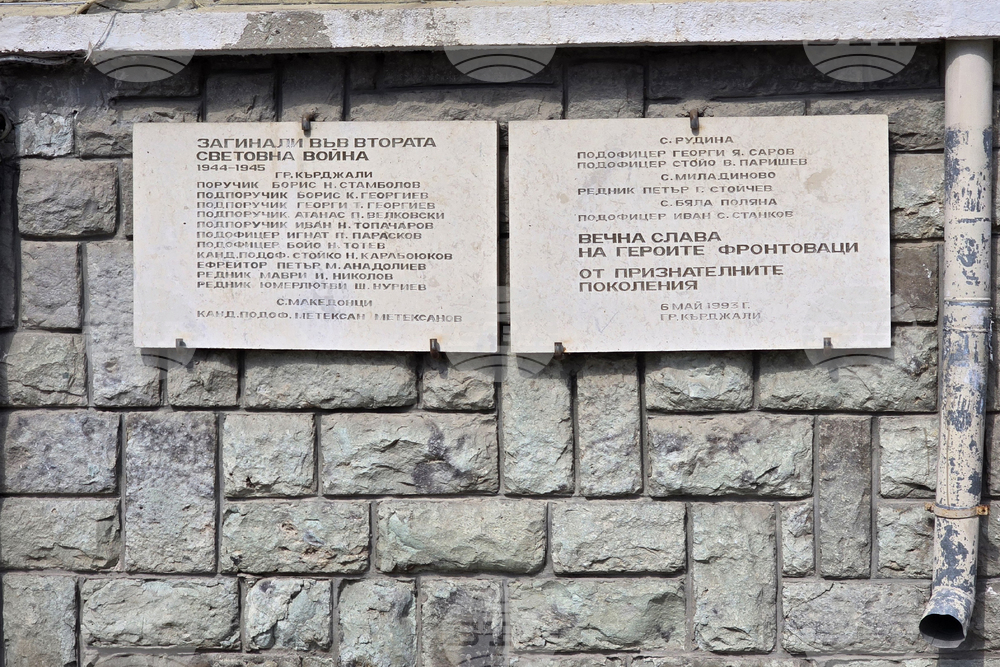 ЗАГИНАЛИ ВЪВ ВТОРАТА
СВЕТОВНА ВОЙНА
1944-1945
ГР.КЪРДЖАЛИ
ПОРУЧИК БОРИС Н.СТАМБОЛОВ
ПОДПОРУЧИК БОРИС К.ГЕОРГИЕВ
ПОДПОРУЧИК ГЕОРГИ Т. ГЕОРГИЕВ
ПОДПОРУЧИК. АТАНАС П. ВЕЛКОВСКИ
ПОДПОРУЧИК ИВАН Н. ТОПАЧАРОВ
ПОДОФИЦЕР ИГНАТ П. ПАРАСКОВ
ПОДОФИЦЕР БОЙО Н. ТОТЕВ
КАНД.ПОДОФ. СТОЙКО Н. КАРАБОЮКОВ
ЕФРЕЙТОР ПЕТЪР М. АНАДОЛИЕВ
РЕДНИК МАВРИ И. НИКОЛОВ
РЕДНИК ЮМЕРЛЮТВИ Ш. НУРИЕВ
С.МАКЕДОНЦИ
КАНД.ПОДОФ. МЕТЕКСАН МЕТЕКСАНОВ
С.РУДИНА
ПОДОФИЦЕР ГЕОРГИ Я. САРОВ
ПОДОФИЦЕР СТОЙО В. ПАРИШЕВ
С.МИЛАДИНОВО
РЕДНИК ПЕТЪР Г. СТОЙЧЕВ
С.БЯЛА ПОЛЯНА
ПОДОФИЦЕР ИВАН С. СТАНКОВ
ВЕЧНА СЛАВА
НА ГЕРОИТЕ ФРОНТОВАЦИ
ОТ ПРИЗНАТЕЛНИТЕ
ПОКОЛЕНИЯ
6 МАЙ 1993 Г.
ГР.КЪРДЖАЛИ